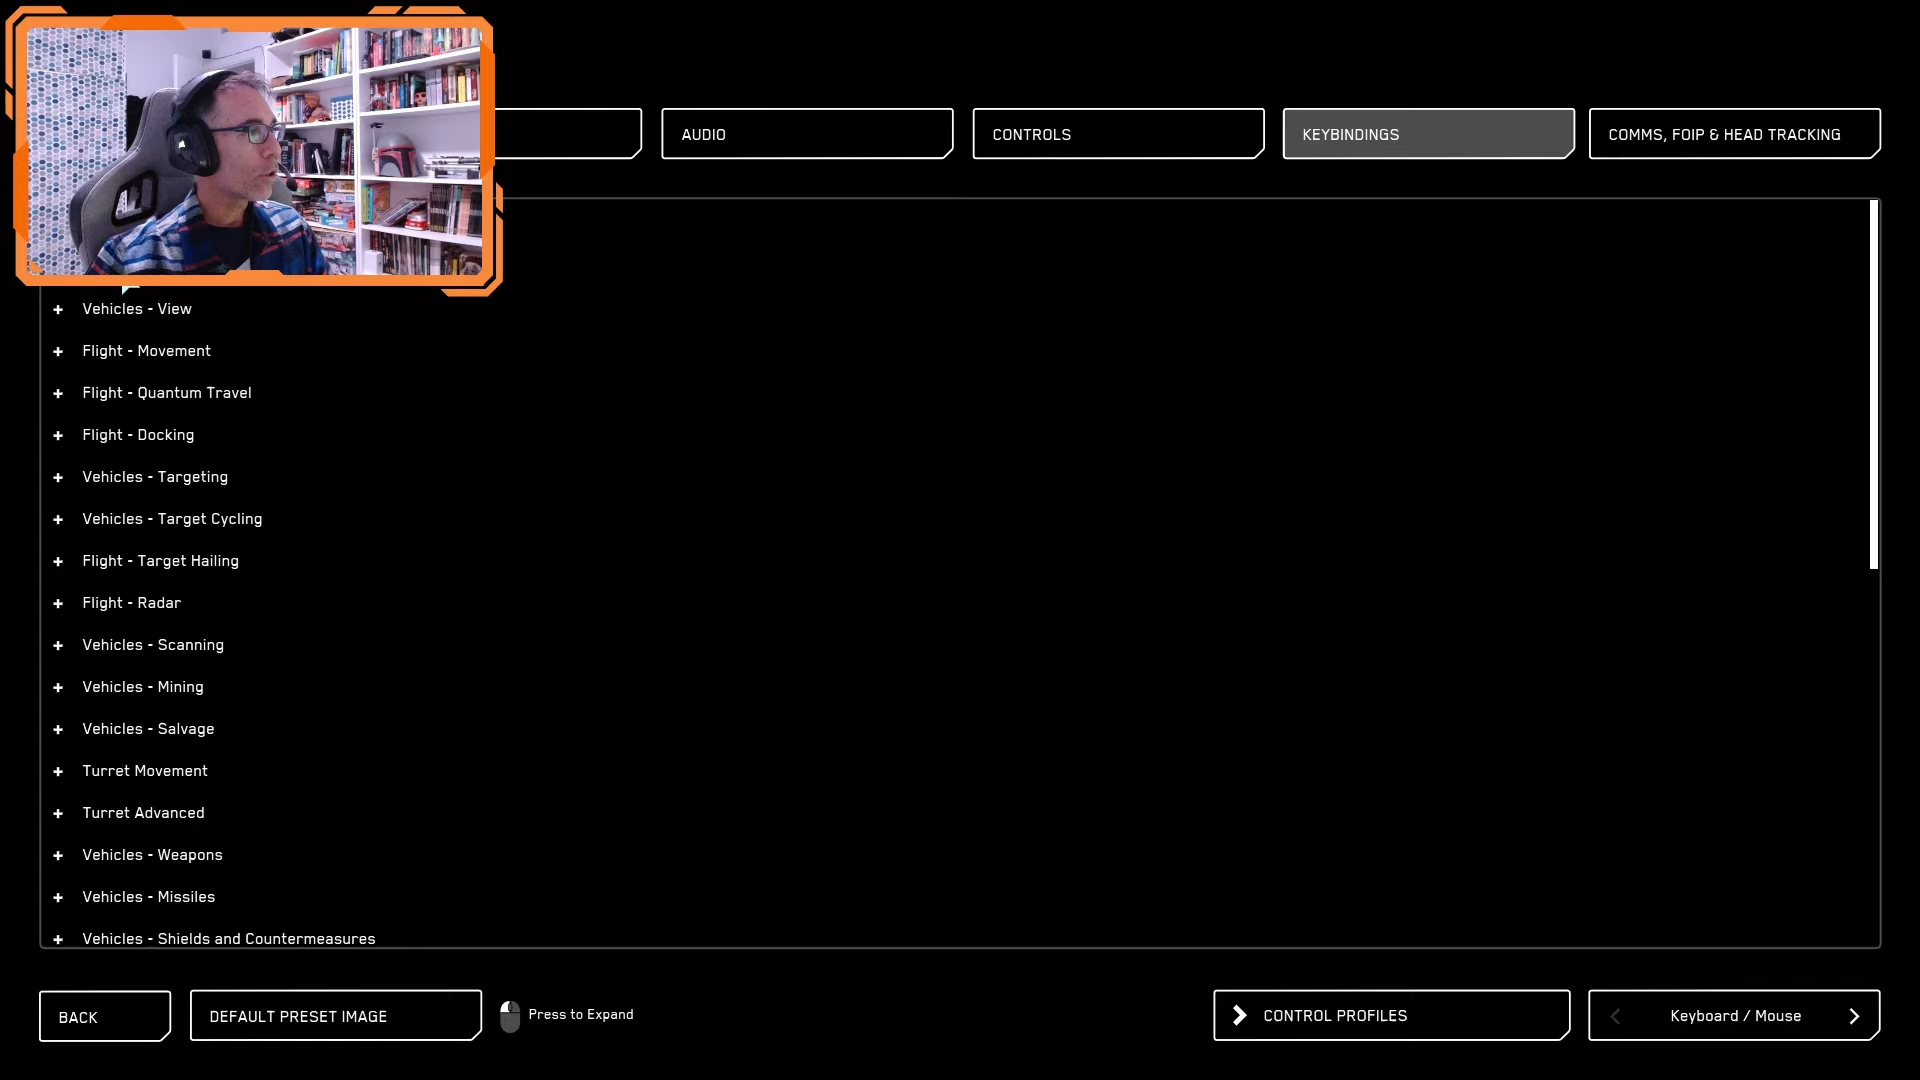 AUDIO
CONTROLS
KEYBINDINGS
COMMS, FOIP & HEAD TRACKING
+ Vehicles - View
+ Flight - Movement
+ Flight - Quantum Travel
+ Flight - Docking
+ Vehicles - Targeting
+ Vehicles - Target Cycling
+ Flight - Target Hailing
+ Flight - Radar
+ Vehicles - Scanning
+ Vehicles - Mining
+ Vehicles - Salvage
+ Turret Movement
+ Turret Advanced
+ Vehicles - Weapons
+ Vehicles - Missiles
+ Vehicles - Shields and Countermeasures
BACK
DEFAULT PRESET IMAGE
Press to Expand
CONTROL PROFILES
Keyboard / Mouse